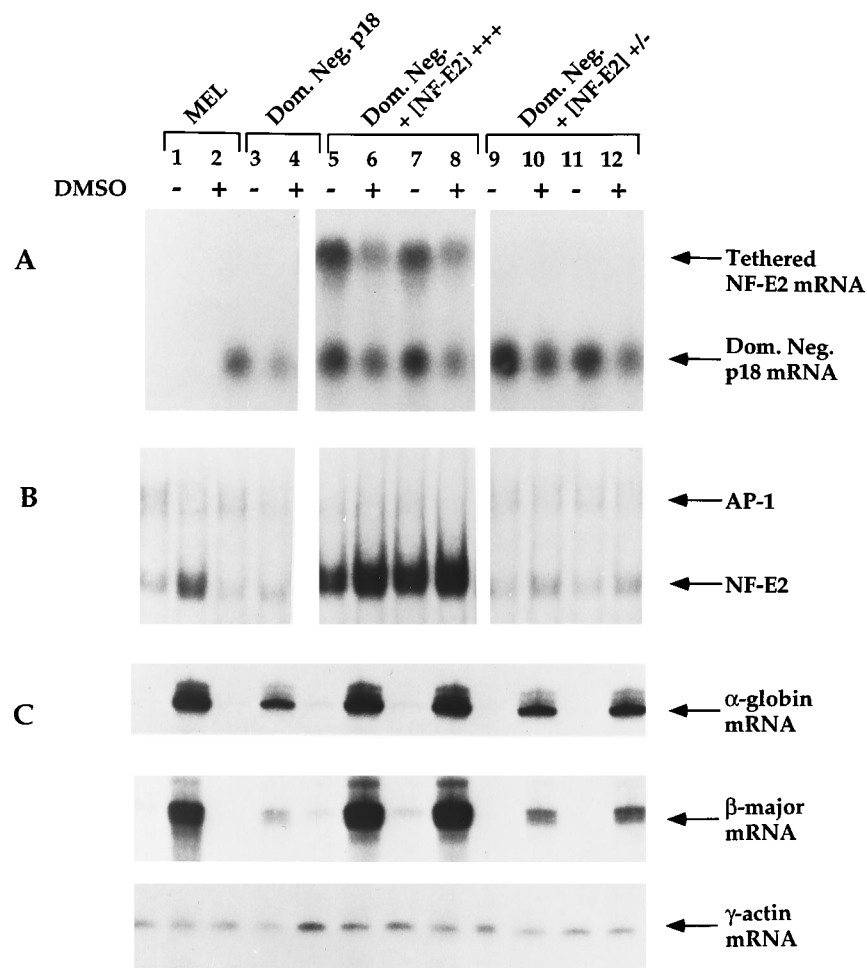 MEL
Dom. Neg. p18
Dom. Neg.
+ [NF-E2] +++
Dom. Neg.
+ [NF-E2] +/-
1 2 3 4 5 6 7 8 9 10 11 12
DMSO - + - + - + - + - + - +
A
Tethered
NF-E2 mRNA
Dom. Neg.
p18 mRNA
B
AP-1
NF-E2
C
α-globin
mRNA
β-major
mRNA
γ-actin
mRNA